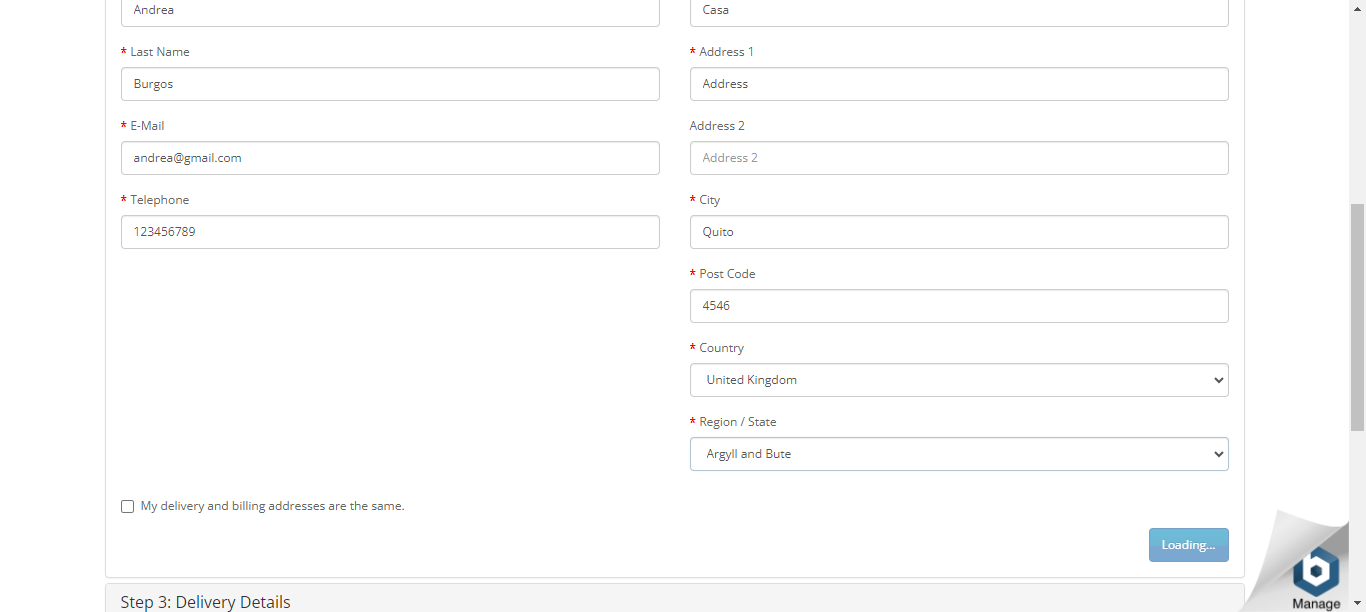 Andrea
Casa
* Last Name
* Address 1
Burgos
Address
* E-Mail
Address 2
andrea@gmail.com
Address 2
* Telephone
* City
123456789
Quito
* Post Code
4546
* Country
United Kingdom
* Region / State
Argyll and Bute
My delivery and billing addresses are the same.
Loading...
Step 3: Delivery Details
b
Manage